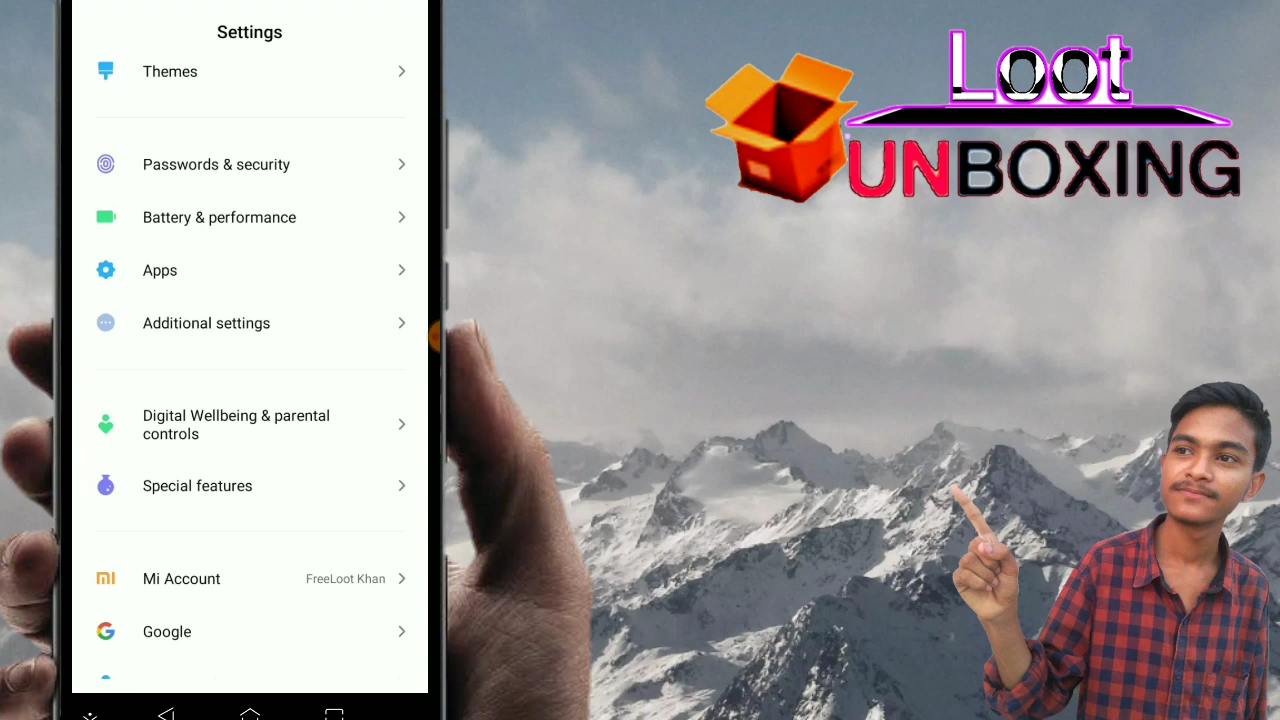 Settings
Themes
Passwords & security
Battery & performance
Apps
Additional settings
Digital Wellbeing & parental
controls
Special features
Mi Account
FreeLoot Khan
Google
Loot
UNBOXING